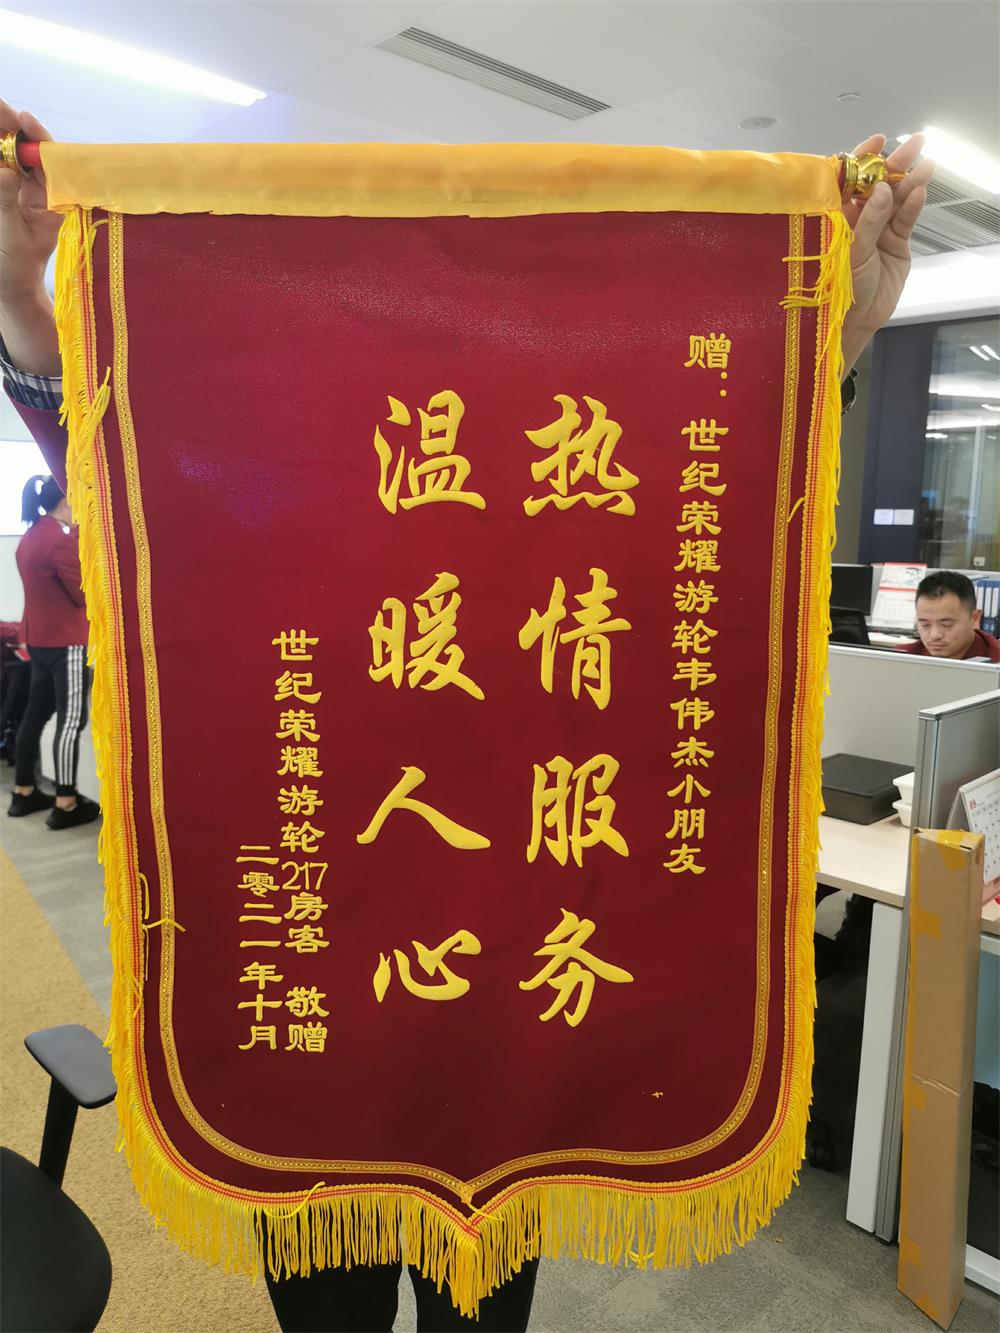 赠：世纪荣耀游轮韦伟杰小朋友
热情服务
温暖人心
世纪荣耀游轮217房客 敬赠
二零二一年十月